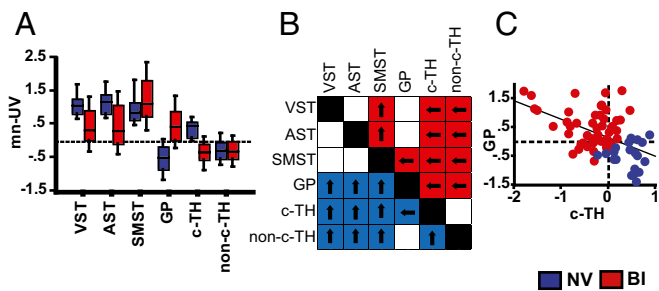 A
mn-UV
2.5
1.5
.5
-.5
-1.5
VST
AST
SMST
GP
c-TH
non-c-TH
B
VST
AST
SMST
GP
c-TH
non-c-TH
VST
AST
SMST
GP
c-TH
non-c-TH
C
GP
1.5
.5
-.5
-1.5
-2
-1
0
1
c-TH
NV
BI